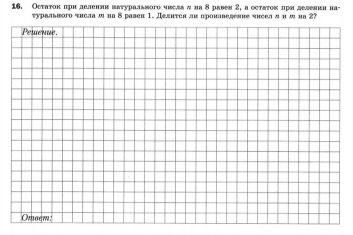 16. Остаток при делении натурального числа n на 8 равен 2, а остаток при делении на-
турального числа m на 8 равен 1. Делится ли произведение чисел n и m на 2?
Решение.
Ответ: